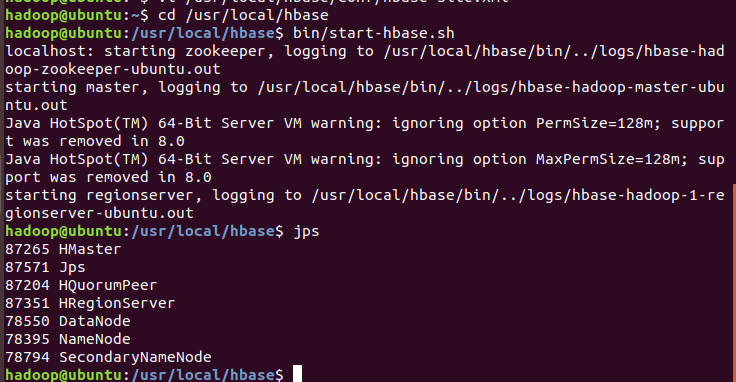 hadoop@ubuntu:~$ cd /usr/local/hbase
hadoop@ubuntu:/usr/local/hbase$ bin/start-hbase.sh
localhost: starting zookeeper, logging to /usr/local/hbase/bin/../logs/hbase-had
oop-zookeeper-ubuntu.out
starting master, logging to /usr/local/hbase/bin/../logs/hbase-hadoop-master-ubu
ntu.out
Java HotSpot(TM) 64-Bit Server VM warning: ignoring option PermSize=128m; suppor
t was removed in 8.0
Java HotSpot(TM) 64-Bit Server VM warning: ignoring option MaxPermSize=128m; sup
port was removed in 8.0
starting regionserver, logging to /usr/local/hbase/bin/../logs/hbase-hadoop-1-re
gionserver-ubuntu.out
hadoop@ubuntu:/usr/local/hbase$ jps
87265 HMaster
87571 Jps
87204 HQuorumPeer
87351 HRegionServer
78550 DataNode
78395 NameNode
78794 SecondaryNameNode
hadoop@ubuntu:/usr/local/hbase$